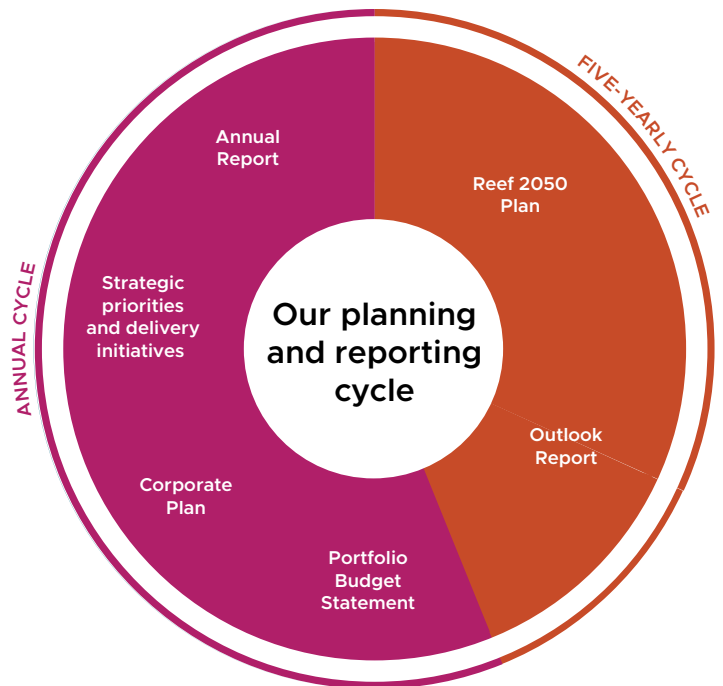 FIVE-YEARLY CYCLE
Annual
Report
Reef 2050
Plan
ANNUAL CYCLE
Strategic
priorities
and delivery
initiatives
Our planning
and reporting
cycle
Outlook
Report
Corporate
Plan
Portfolio
Budget
Statement